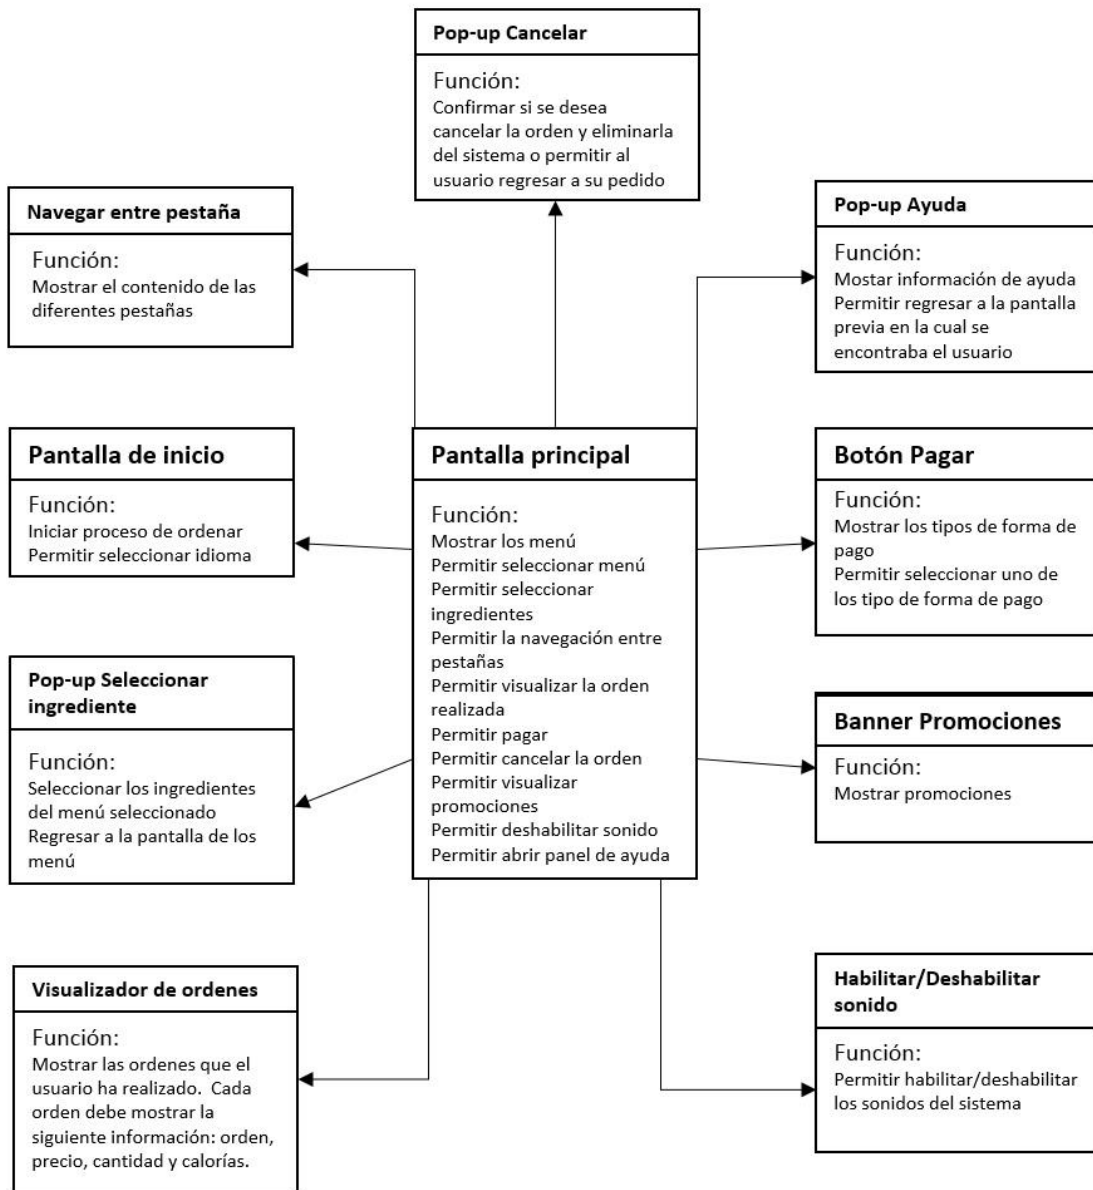 Pop-up Cancelar
Función:
Confirmar si se desea
cancelar la orden y eliminarla
del sistema o permitir al
usuario regresar a su pedido
Navegar entre pestaña
Función:
Mostrar el contenido de las
diferentes pestañas
Pop-up Ayuda
Función:
Mostar información de ayuda
Permitir regresar a la pantalla
previa en la cual se
encontraba el usuario
Pantalla de inicio
Función:
Iniciar proceso de ordenar
Permitir seleccionar idioma
Pantalla principal
Función:
Mostrar los menú
Permitir seleccionar menú
Permitir seleccionar
ingredientes
Permitir la navegación entre
pestañas
Permitir visualizar la orden
realizada
Permitir pagar
Permitir cancelar la orden
Permitir visualizar
promociones
Permitir deshabilitar sonido
Permitir abrir panel de ayuda
Botón Pagar
Función:
Mostrar los tipos de forma de
pago
Permitir seleccionar uno de
los tipo de forma de pago
Pop-up Seleccionar
ingrediente
Función:
Seleccionar los ingredientes
del menú seleccionado
Regresar a la pantalla de los
menú
Banner Promociones
Función:
Mostrar promociones
Visualizador de ordenes
Función:
Mostrar las ordenes que el
usuario ha realizado.  Cada
orden debe mostrar la
siguiente información: orden,
precio, cantidad y calorías.
Habilitar/Deshabilitar
sonido
Función:
Permitir habilitar/deshabilitar
los sonidos del sistema